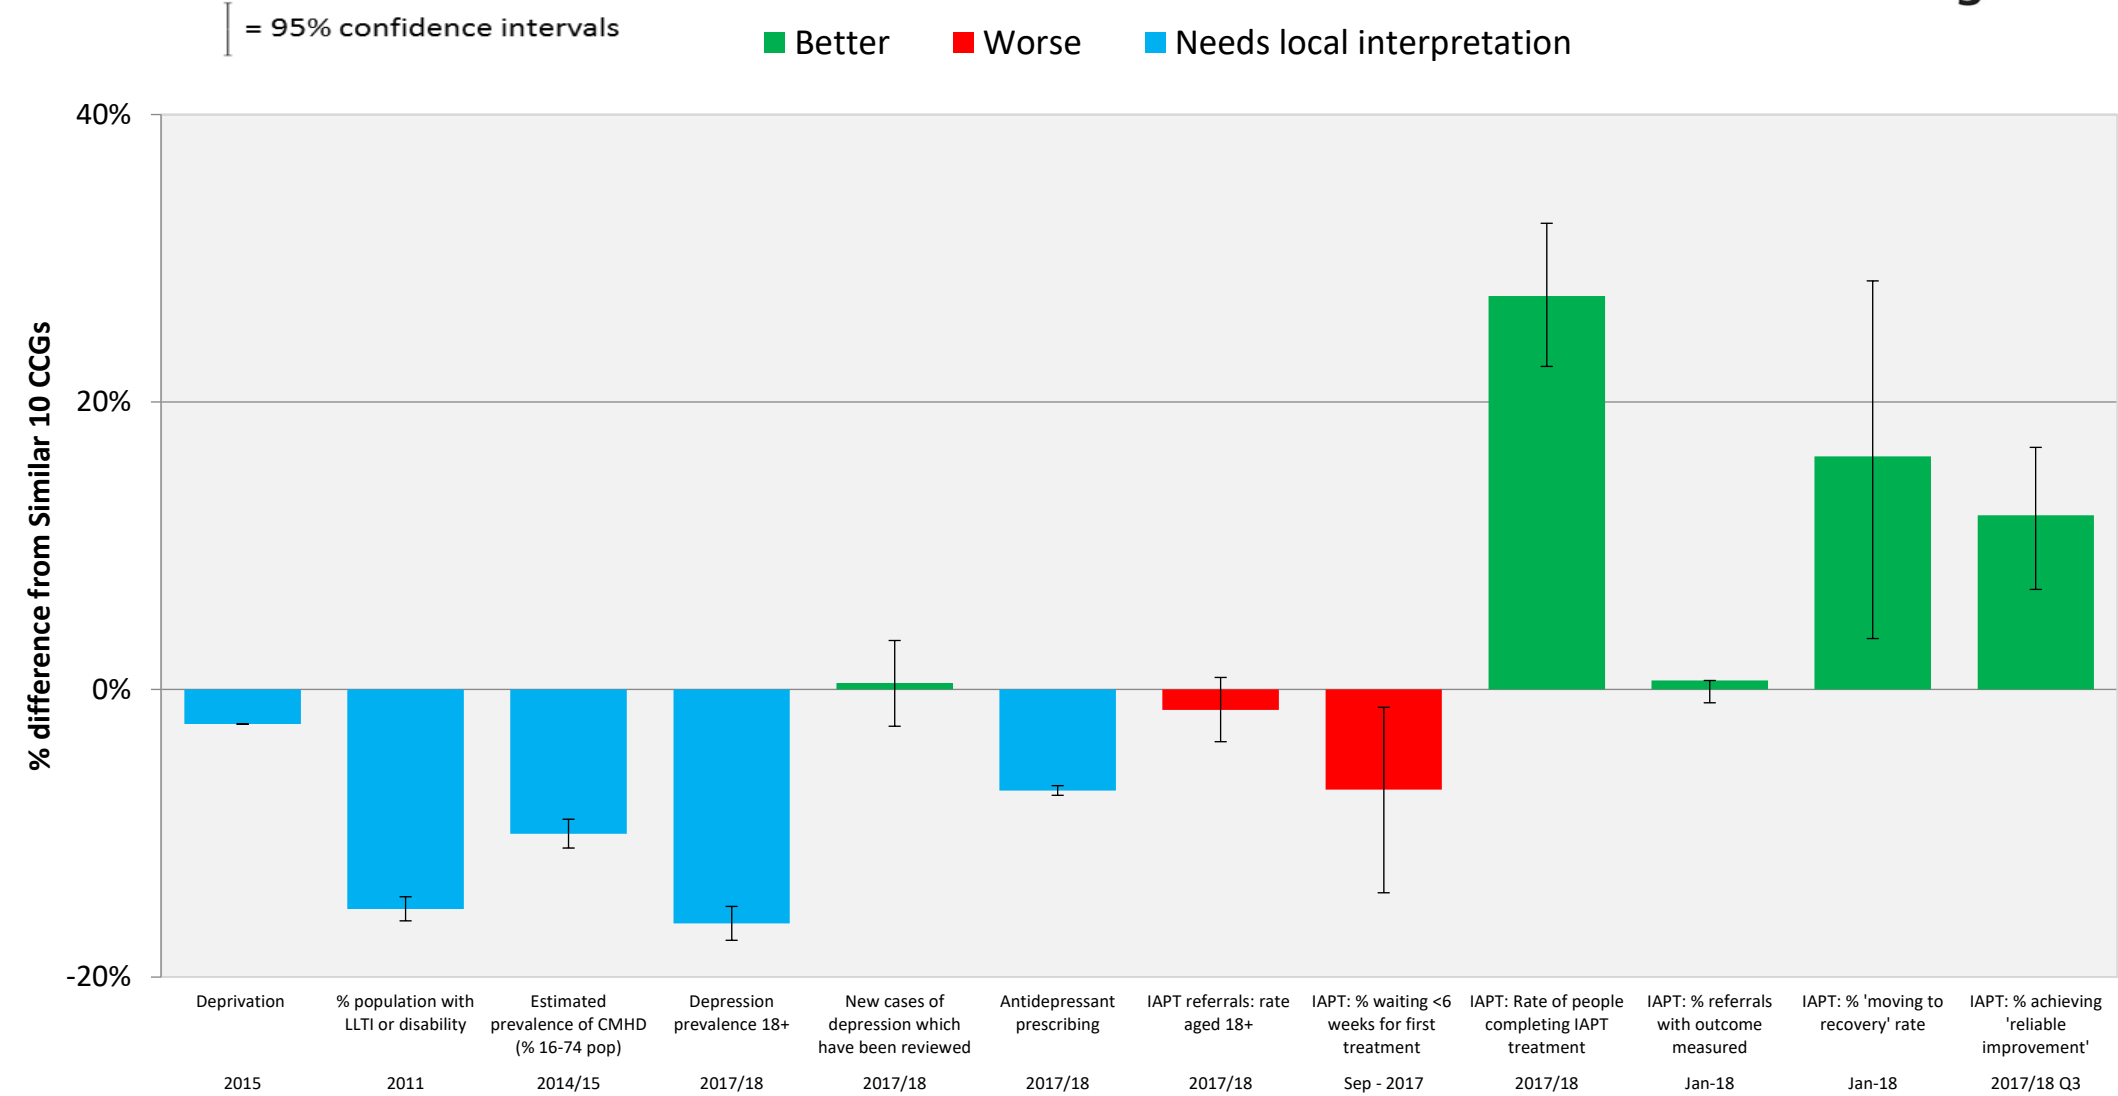 = 95% confidence intervals
Better
Worse
Needs local interpretation
% difference from Similar 10 CCGs
40%
20%
0%
-20%
Deprivation
2015
% population with
LLTI or disability
2011
Estimated
prevalence of CMHD
(% 16-74 pop)
2014/15
Depression
prevalence 18+
2017/18
New cases of
depression which
have been reviewed
2017/18
Antidepressant
prescribing
2017/18
IAPT referrals: rate
aged 18+
2017/18
IAPT: % waiting <6
weeks for first
treatment
Sep - 2017
IAPT: Rate of people
completing IAPT
treatment
2017/18
IAPT: % referrals
with outcome
measured
Jan-18
IAPT: % 'moving to
recovery' rate
Jan-18
IAPT: % achieving
'reliable
improvement'
2017/18 Q3